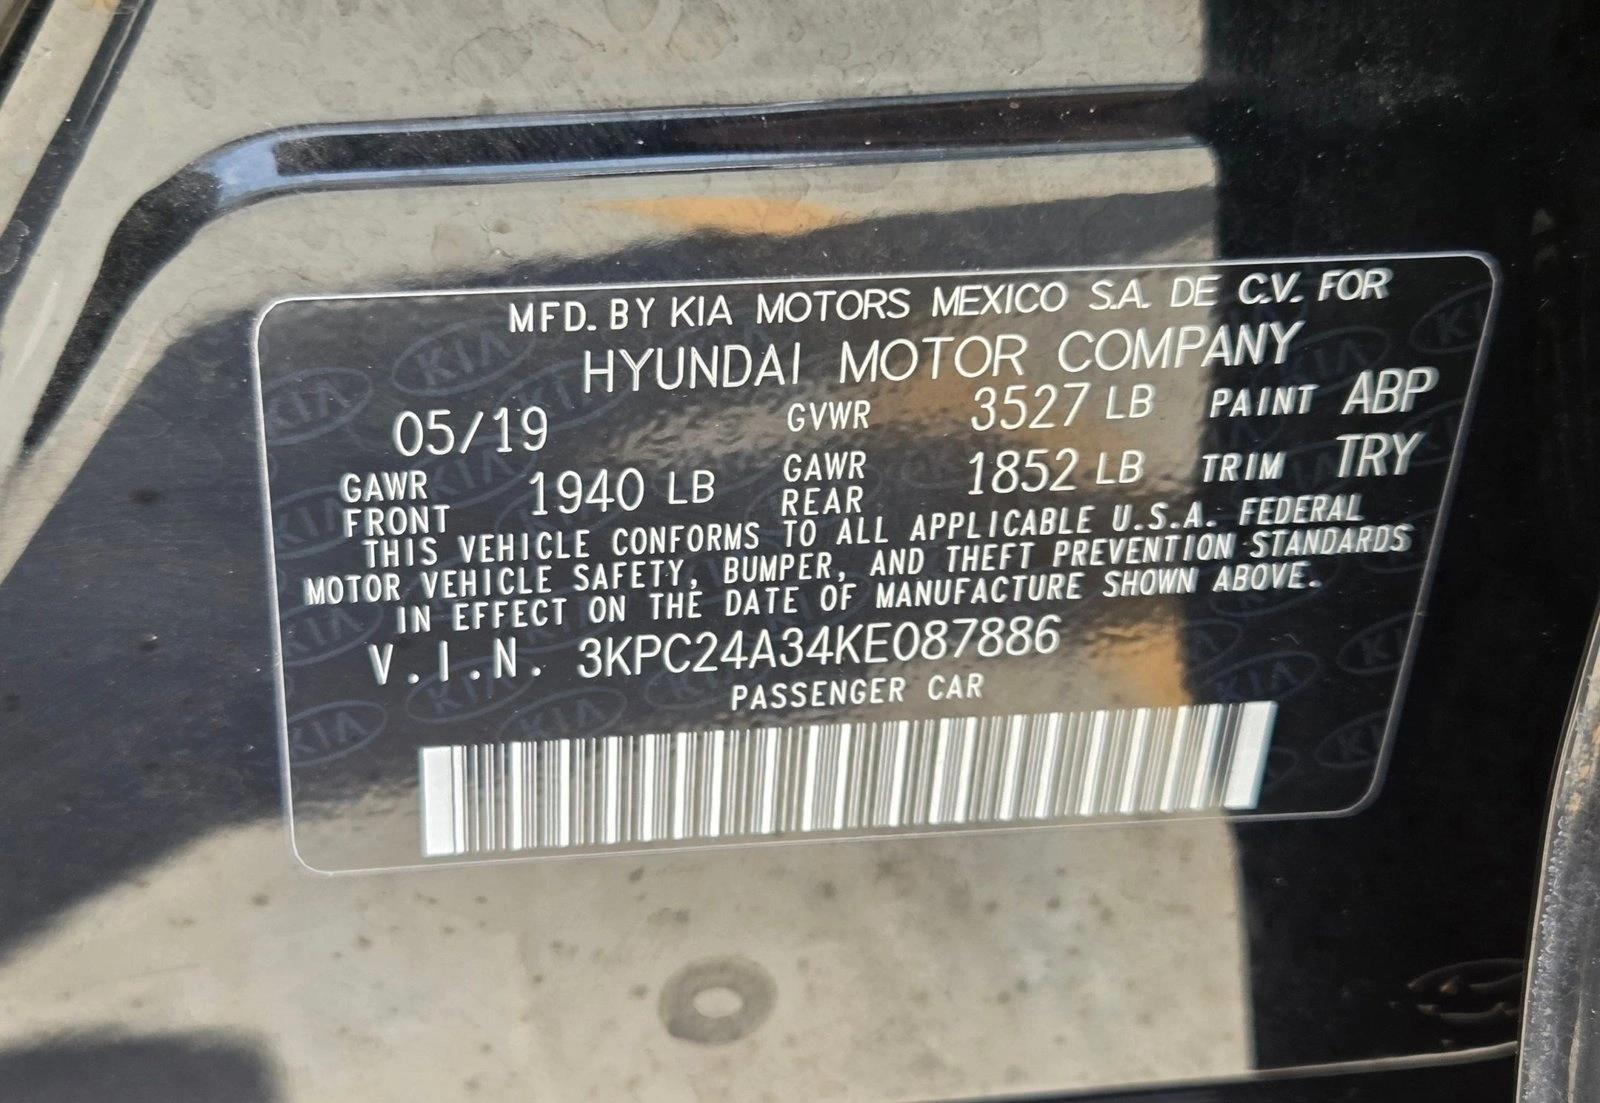 MFD. BY KIA MOTORS MEXICO S.A. DE C.V. FOR
HYUNDAI MOTOR COMPANY
05/19 GVWR 3527 LB PAINT ABP
GAWR FRONT 1940 LB GAWR REAR 1852 LB TRIM TRY
THIS VEHICLE CONFORMS TO ALL APPLICABLE U.S.A. FEDERAL
MOTOR VEHICLE SAFETY, BUMPER, AND THEFT PREVENTION STANDARDS
IN EFFECT ON THE DATE OF MANUFACTURE SHOWN ABOVE.
V.I.N. 3KPC24A34KE087886
PASSENGER CAR